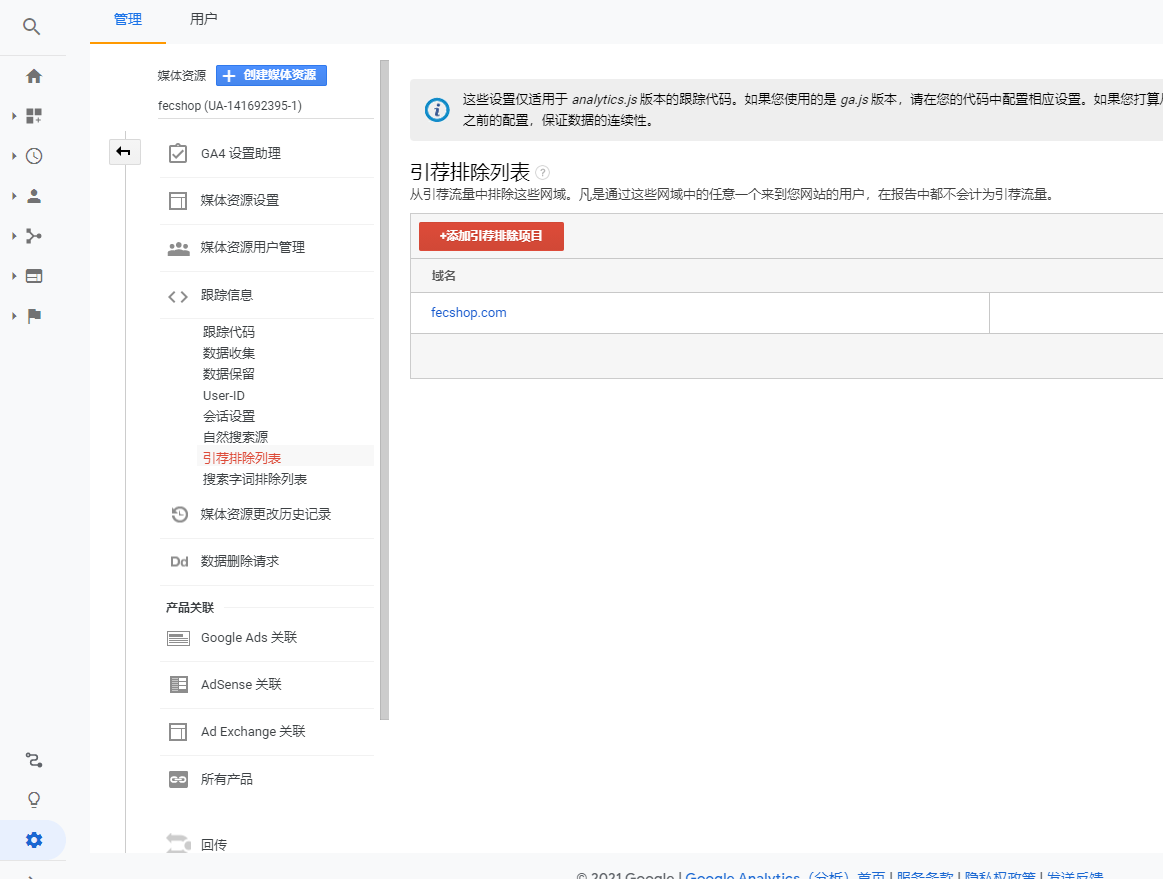 管理
用户
媒体资源
创建媒体资源
fecshop (UA-141692395-1)
GA4 设置助理
媒体资源设置
媒体资源用户管理
跟踪信息
跟踪代码
数据收集
数据保留
User-ID
会话设置
自然搜索源
引荐排除列表
搜索字词排除列表
媒体资源更改历史记录
Dd 数据删除请求
产品关联
Google Ads 关联
AdSense 关联
Ad Exchange 关联
所有产品
回传
这些设置仅适用于 analytics.js 版本的跟踪代码。如果您使用的是 ga.js 版本，请在您的代码中配置相应设置。如果您打算
之前的配置，保证数据的连续性。
引荐排除列表 ?
从引荐流量中排除这些网域。凡是通过这些网域中的任意一个来到您网站的用户，在报告中都不会计为引荐流量。
+添加引荐排除项目
域名
fecshop.com
© 2021 Google | Google Analytics（分析）首页 | 服务条款 | 隐私权政策 | 发送反馈